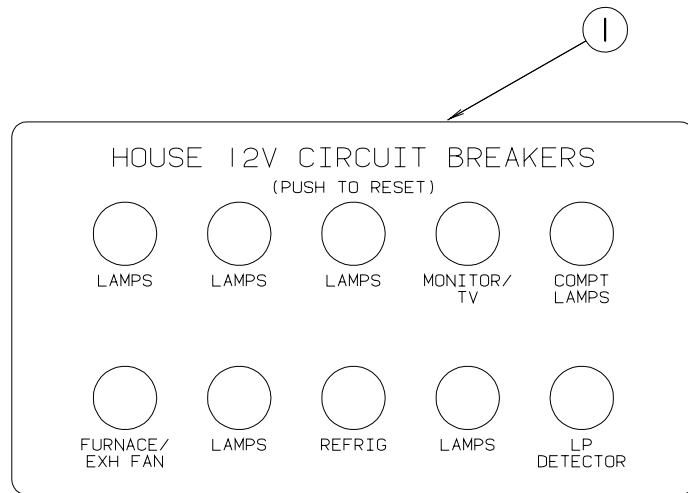 1
HOUSE 12V CIRCUIT BREAKERS
(PUSH TO RESET)
LAMPS LAMPS LAMPS MONITOR/ TV COMPT LAMPS
FURNACE/ EXH FAN LAMPS REFRIG LAMPS LP DETECTOR